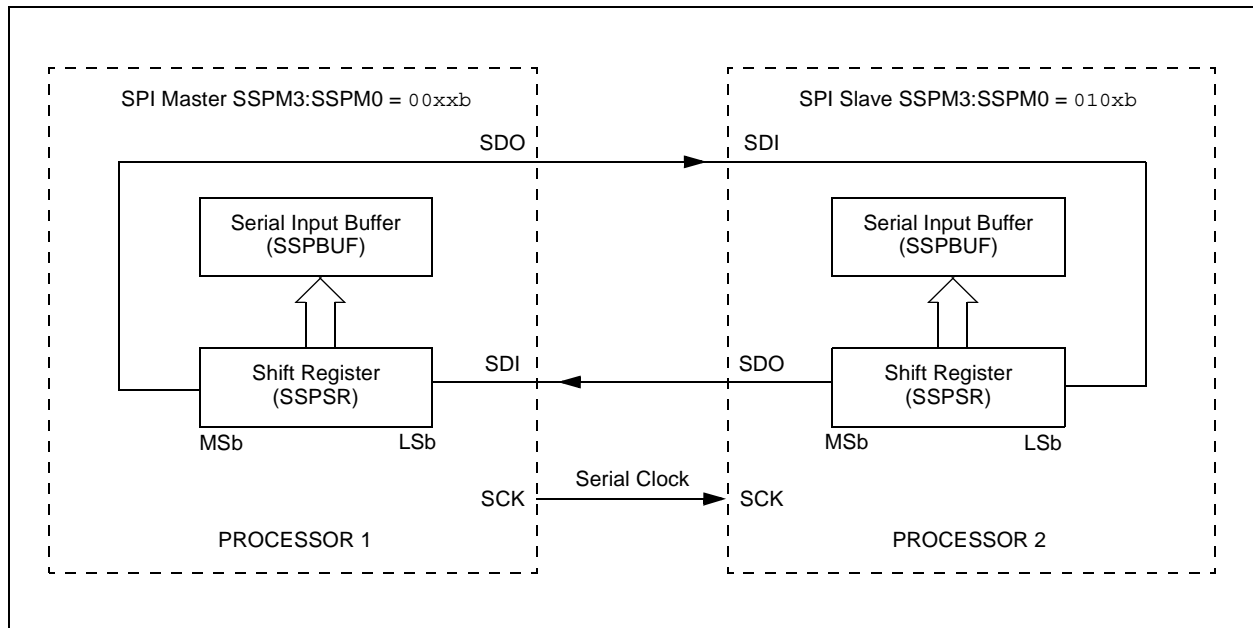 SPI Master SSPM3:SSPM0 = 00xxb
SPI Slave SSPM3:SSPM0 = 010xb
SDO
SDI
Serial Input Buffer
(SSPBUF)
Serial Input Buffer
(SSPBUF)
Shift Register
(SSPSR)
SDI
SDO
Shift Register
(SSPSR)
MSb
LSb
MSb
LSb
Serial Clock
SCK
SCK
PROCESSOR 1
PROCESSOR 2